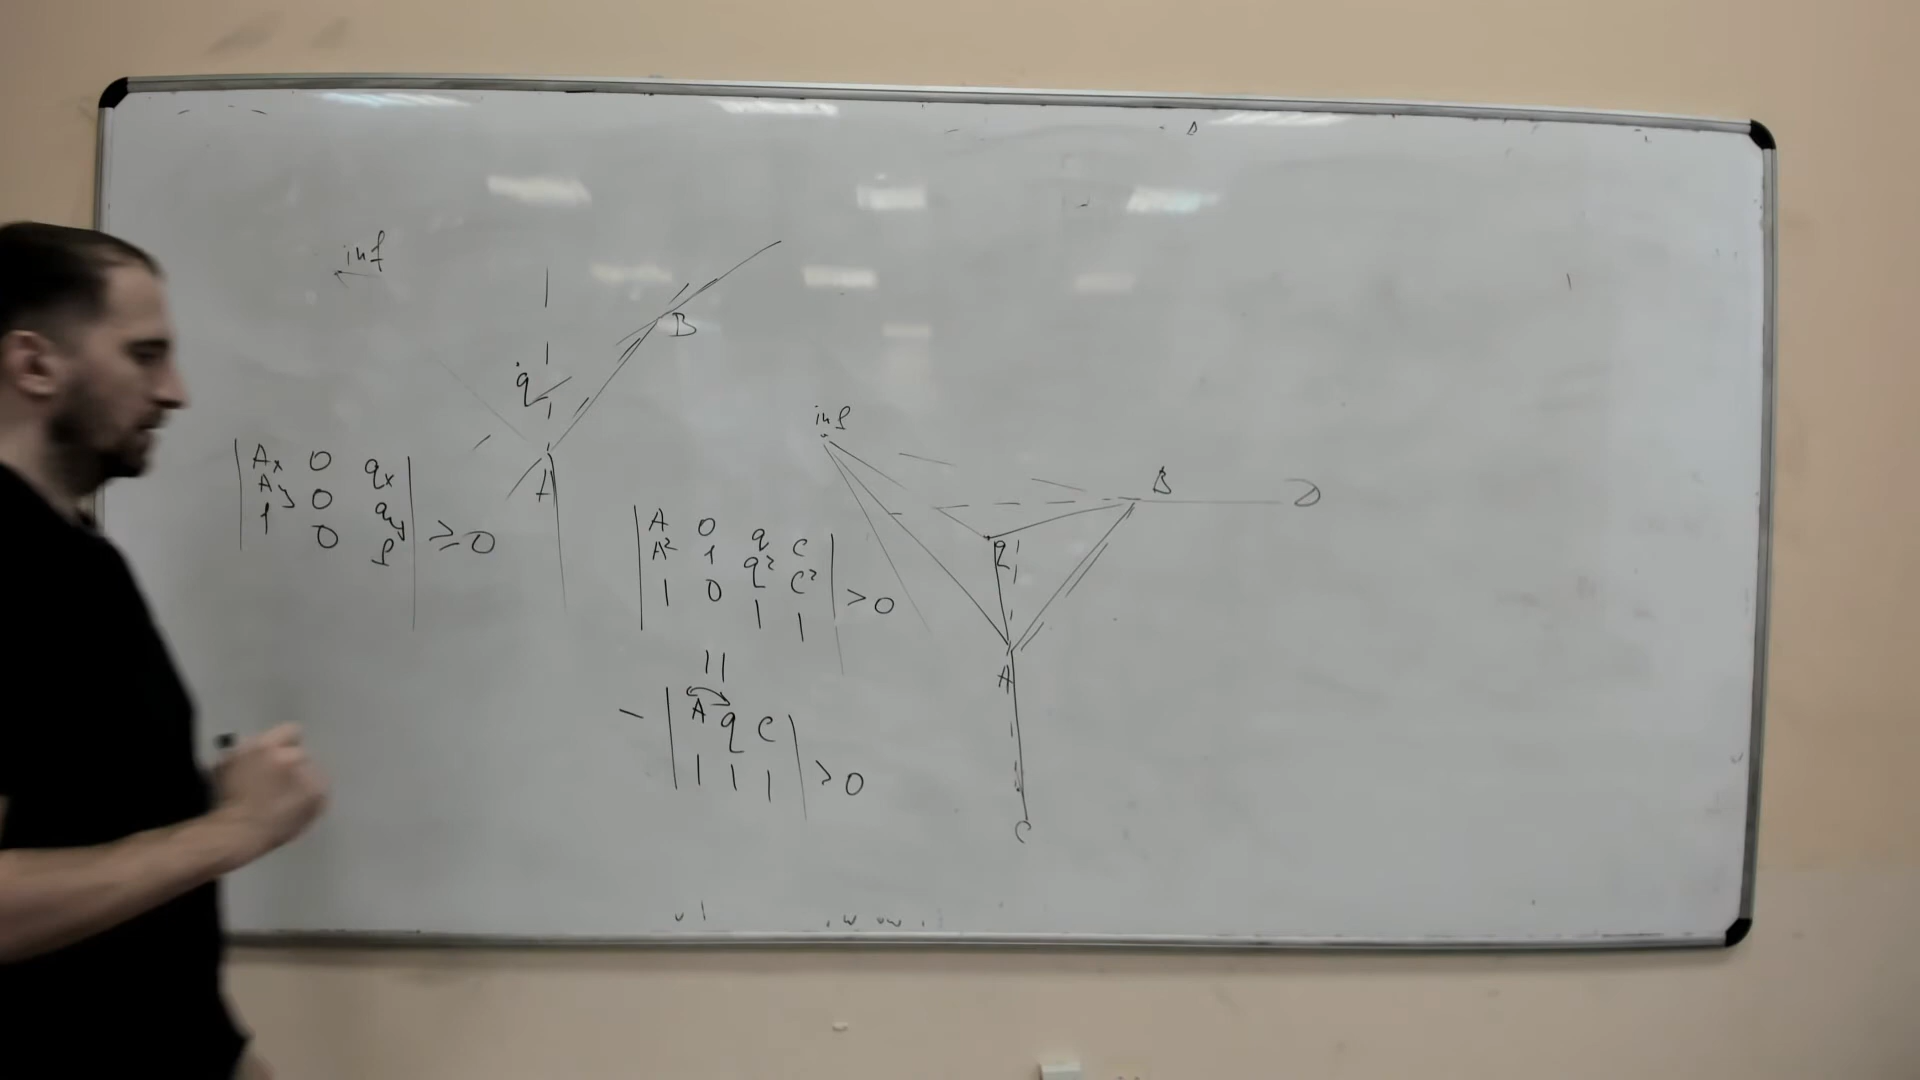 inf
B
q
A
| Ax 0 qx |
| Ay 0 qy |
| 1 0 1 | ≥ 0
inf
B D
q
A
C
| A 0 q C |
| A² 1 q² C² |
| 1 0 1 1 | > 0
||
- | A q C |
| 1 1 1 | > 0